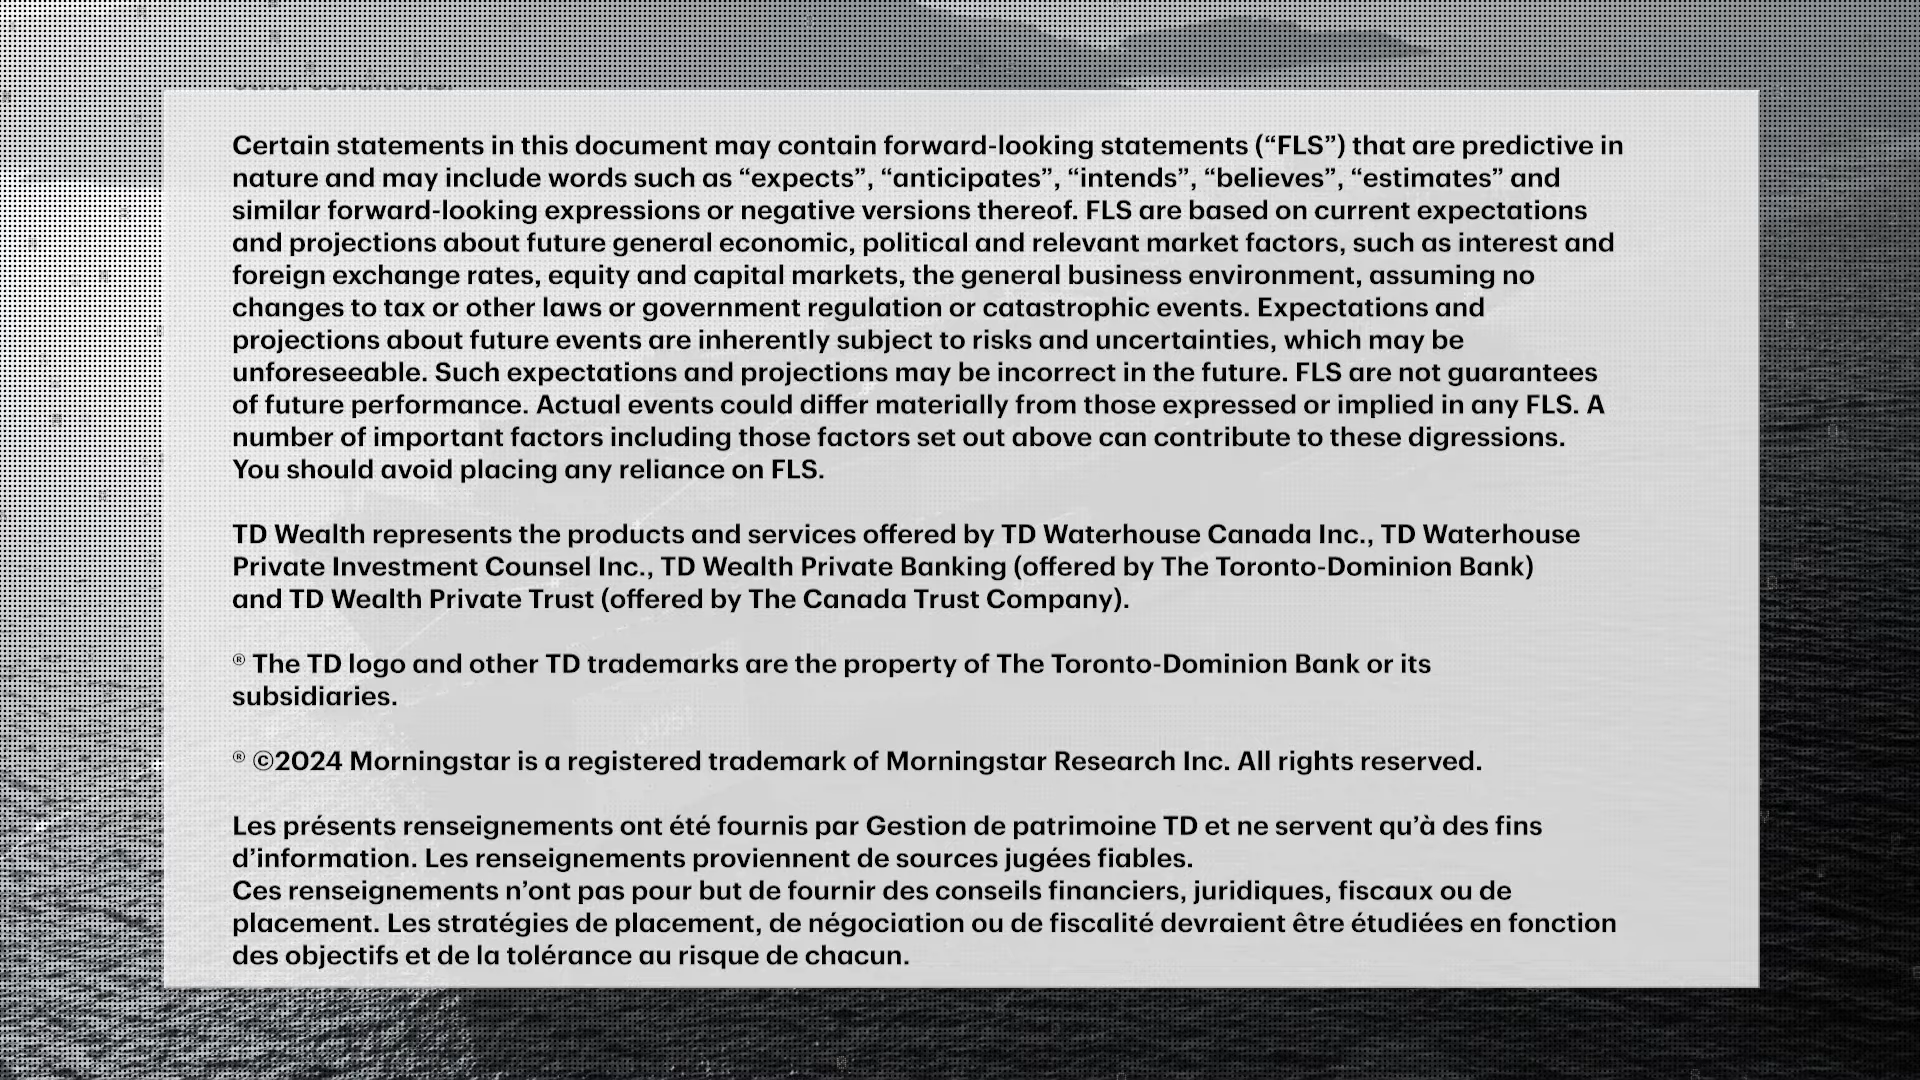 other conditions.
Certain statements in this document may contain forward-looking statements (“FLS”) that are predictive in
nature and may include words such as “expects”, “anticipates”, “intends”, “believes”, “estimates” and
similar forward-looking expressions or negative versions thereof. FLS are based on current expectations
and projections about future general economic, political and relevant market factors, such as interest and
foreign exchange rates, equity and capital markets, the general business environment, assuming no
changes to tax or other laws or government regulation or catastrophic events. Expectations and
projections about future events are inherently subject to risks and uncertainties, which may be
unforeseeable. Such expectations and projections may be incorrect in the future. FLS are not guarantees
of future performance. Actual events could differ materially from those expressed or implied in any FLS. A
number of important factors including those factors set out above can contribute to these digressions.
You should avoid placing any reliance on FLS.
TD Wealth represents the products and services offered by TD Waterhouse Canada Inc., TD Waterhouse
Private Investment Counsel Inc., TD Wealth Private Banking (offered by The Toronto-Dominion Bank)
and TD Wealth Private Trust (offered by The Canada Trust Company).
® The TD logo and other TD trademarks are the property of The Toronto-Dominion Bank or its
subsidiaries.
® ©2024 Morningstar is a registered trademark of Morningstar Research Inc. All rights reserved.
Les présents renseignements ont été fournis par Gestion de patrimoine TD et ne servent qu’à des fins
d’information. Les renseignements proviennent de sources jugées fiables.
Ces renseignements n’ont pas pour but de fournir des conseils financiers, juridiques, fiscaux ou de
placement. Les stratégies de placement, de négociation ou de fiscalité devraient être étudiées en fonction
des objectifs et de la tolérance au risque de chacun.